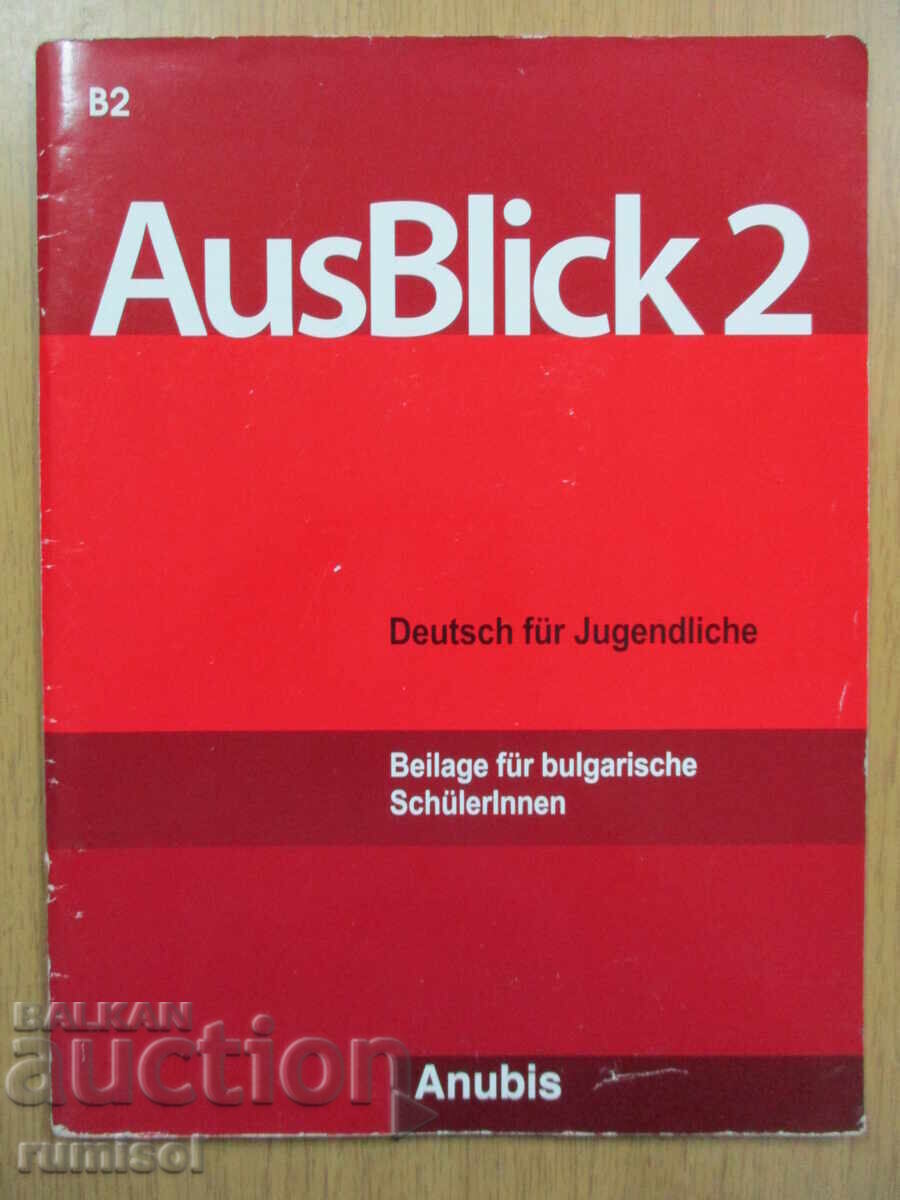 B2
AusBlick 2
Deutsch für Jugendliche
Beilage für bulgarische
SchülerInnen
Anubis
BALKAN
auction
rumisol